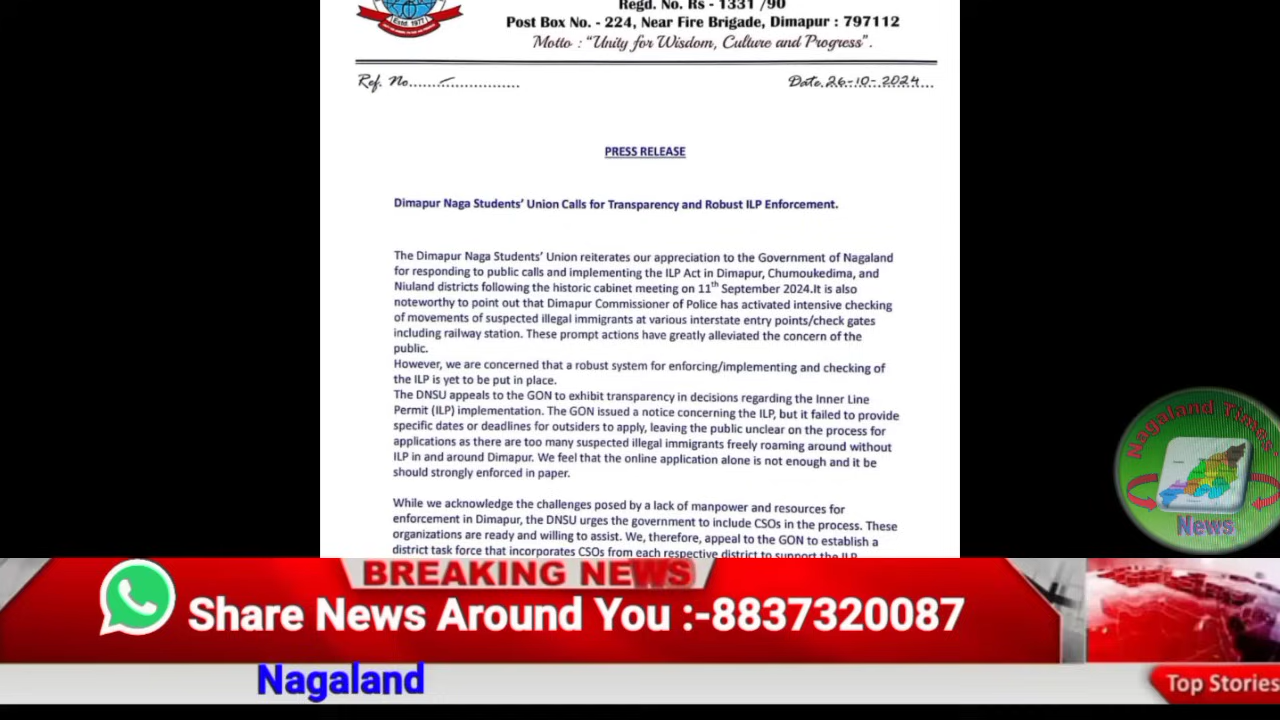 Estd. 1977
Regd. No. Rs - 1331 /90
Post Box No. - 224, Near Fire Brigade, Dimapur : 797112
Motto : “Unity for Wisdom, Culture and Progress”.
Ref. No........................ Date.26-10-2024...
PRESS RELEASE
Dimapur Naga Students’ Union Calls for Transparency and Robust ILP Enforcement.
The Dimapur Naga Students’ Union reiterates our appreciation to the Government of Nagaland
for responding to public calls and implementing the ILP Act in Dimapur, Chumoukedima, and
Niuland districts following the historic cabinet meeting on 11th September 2024.It is also
noteworthy to point out that Dimapur Commissioner of Police has activated intensive checking
of movements of suspected illegal immigrants at various interstate entry points/check gates
including railway station. These prompt actions have greatly alleviated the concern of the
public.
However, we are concerned that a robust system for enforcing/implementing and checking of
the ILP is yet to be put in place.
The DNSU appeals to the GON to exhibit transparency in decisions regarding the Inner Line
Permit (ILP) implementation. The GON issued a notice concerning the ILP, but it failed to provide
specific dates or deadlines for outsiders to apply, leaving the public unclear on the process for
applications as there are too many suspected illegal immigrants freely roaming around without
ILP in and around Dimapur. We feel that the online application alone is not enough and it be
should strongly enforced in paper.
While we acknowledge the challenges posed by a lack of manpower and resources for
enforcement in Dimapur, the DNSU urges the government to include CSOs in the process. These
organizations are ready and willing to assist. We, therefore, appeal to the GON to establish a
district task force that incorporates CSOs from each respective district to support the ILP
Nagaland Times
News
BREAKING NEWS
Share News Around You :-8837320087
Nagaland
Top Stories